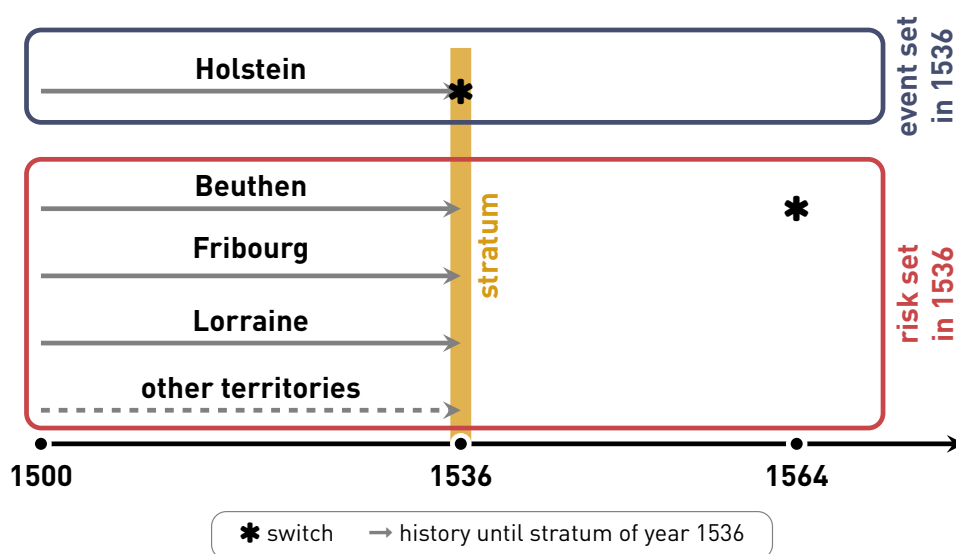 Holstein
event set
in 1536
Beuthen
Fribourg
Lorraine
other territories
stratum
risk set
in 1536
1500
1536
1564
switch
history until stratum of year 1536